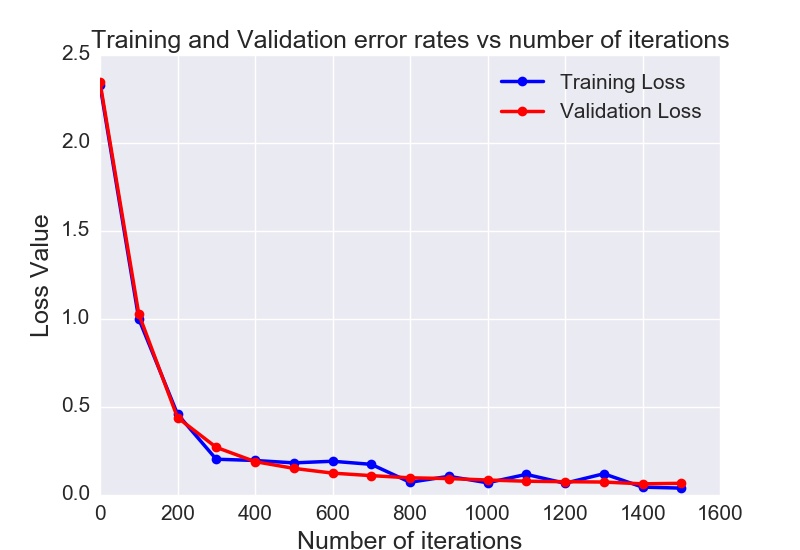 Training and Validation error rates vs number of iterations
2.5
2.0
1.5
1.0
0.5
0.0
Loss Value
Training Loss
Validation Loss
0 200 400 600 800 1000 1200 1400 1600
Number of iterations